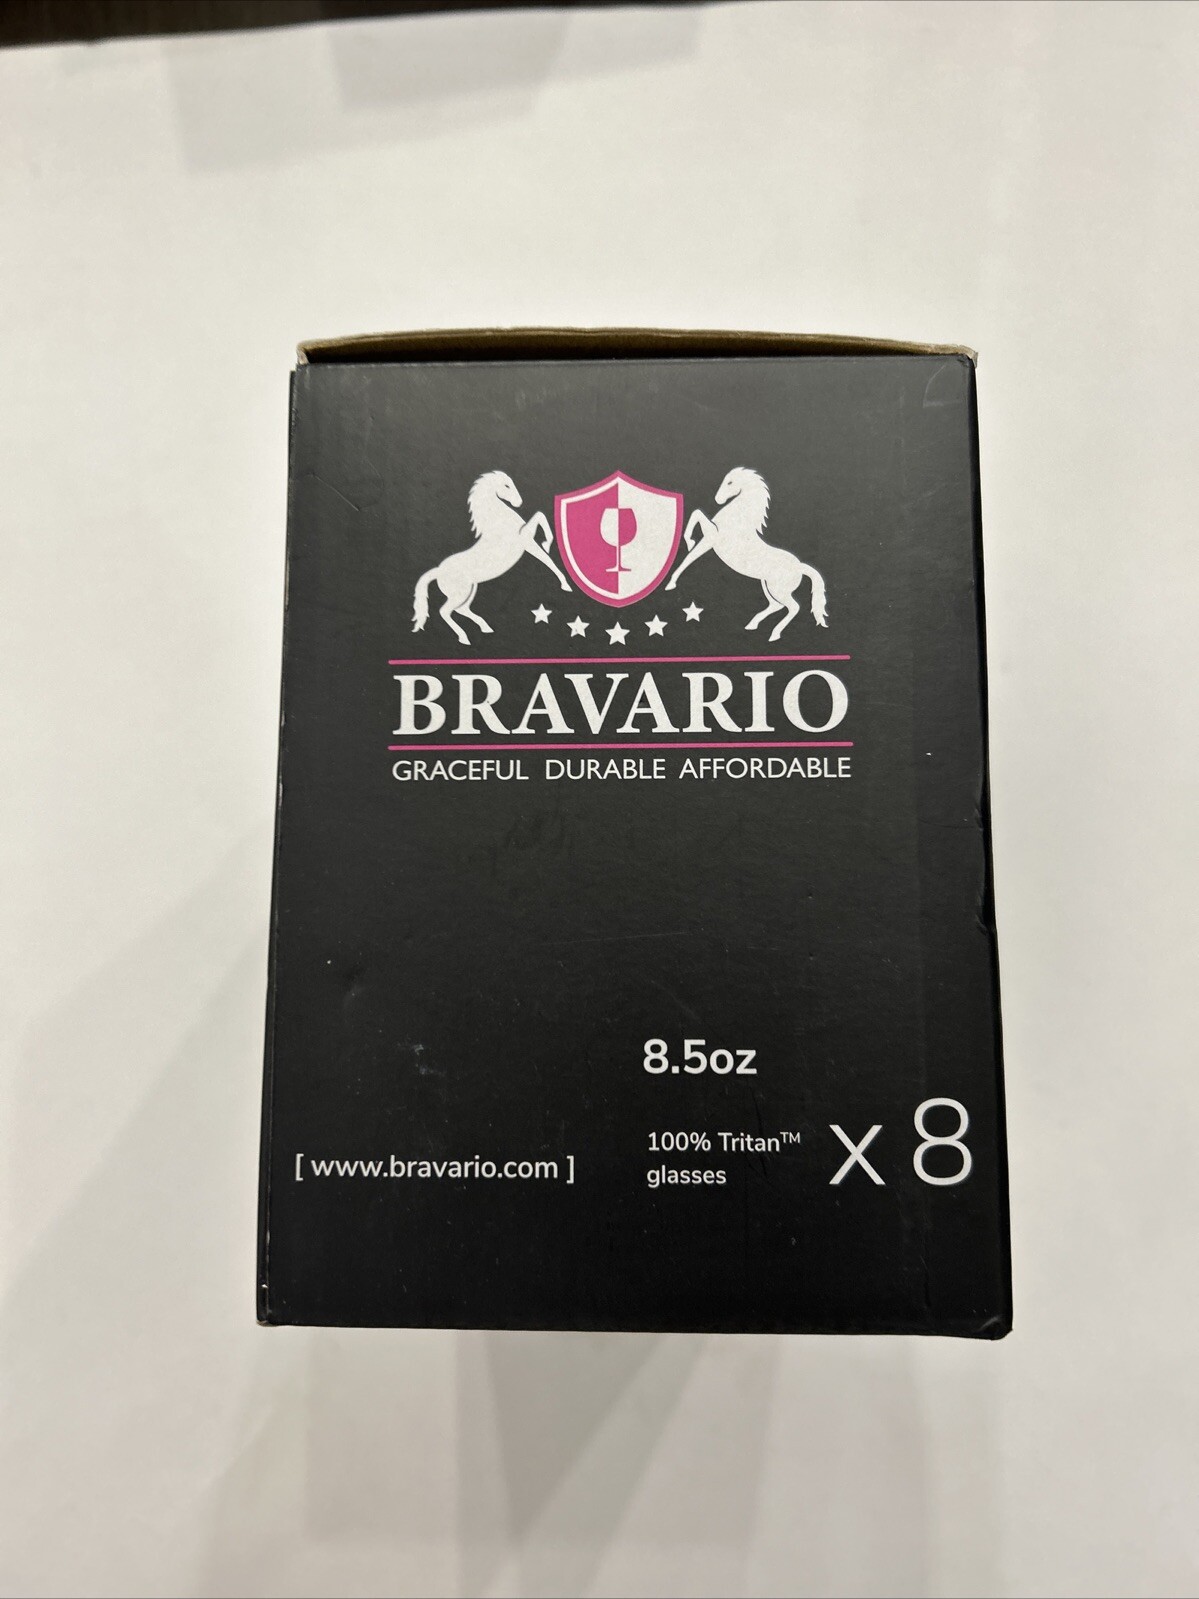 BRAVARIO
GRACEFUL DURABLE AFFORDABLE
8.5oz
100% Tritan™
glasses
x 8
[ www.bravario.com ]